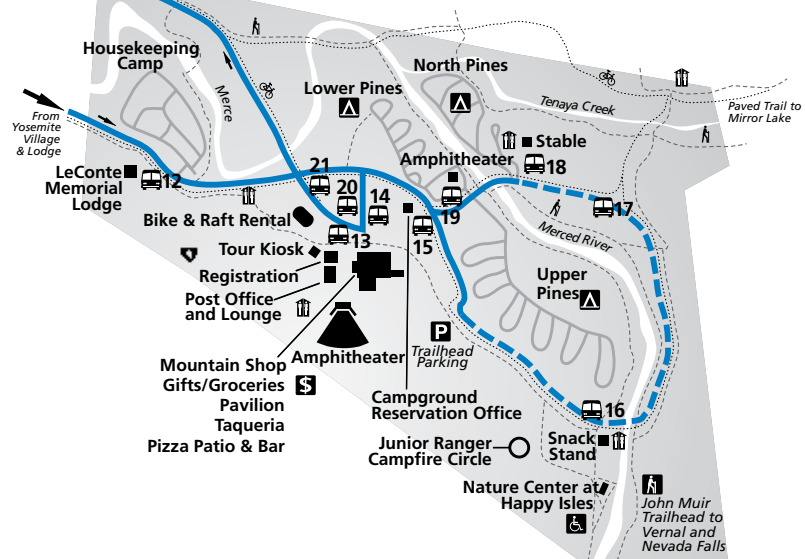 Housekeeping
Camp
North Pines
Lower Pines
Tenaya Creek
Paved Trail to
Mirror Lake
From
Yosemite
Village
& Lodge
Merce
Stable
18
Amphitheater
LeConte
Memorial
Lodge
12
21
20
14
19
17
Bike & Raft Rental
13
15
Merced River
Tour Kiosk
Registration
Post Office
and Lounge
Upper
Pines
P
Trailhead
Parking
Amphitheater
Mountain Shop
Gifts/Groceries
$
Pavilion
Taqueria
Pizza Patio & Bar
Campground
Reservation Office
16
Junior Ranger
Campfire Circle
Snack
Stand
Nature Center at
Happy Isles
John Muir
Trailhead to
Vernal and
Nevada Falls